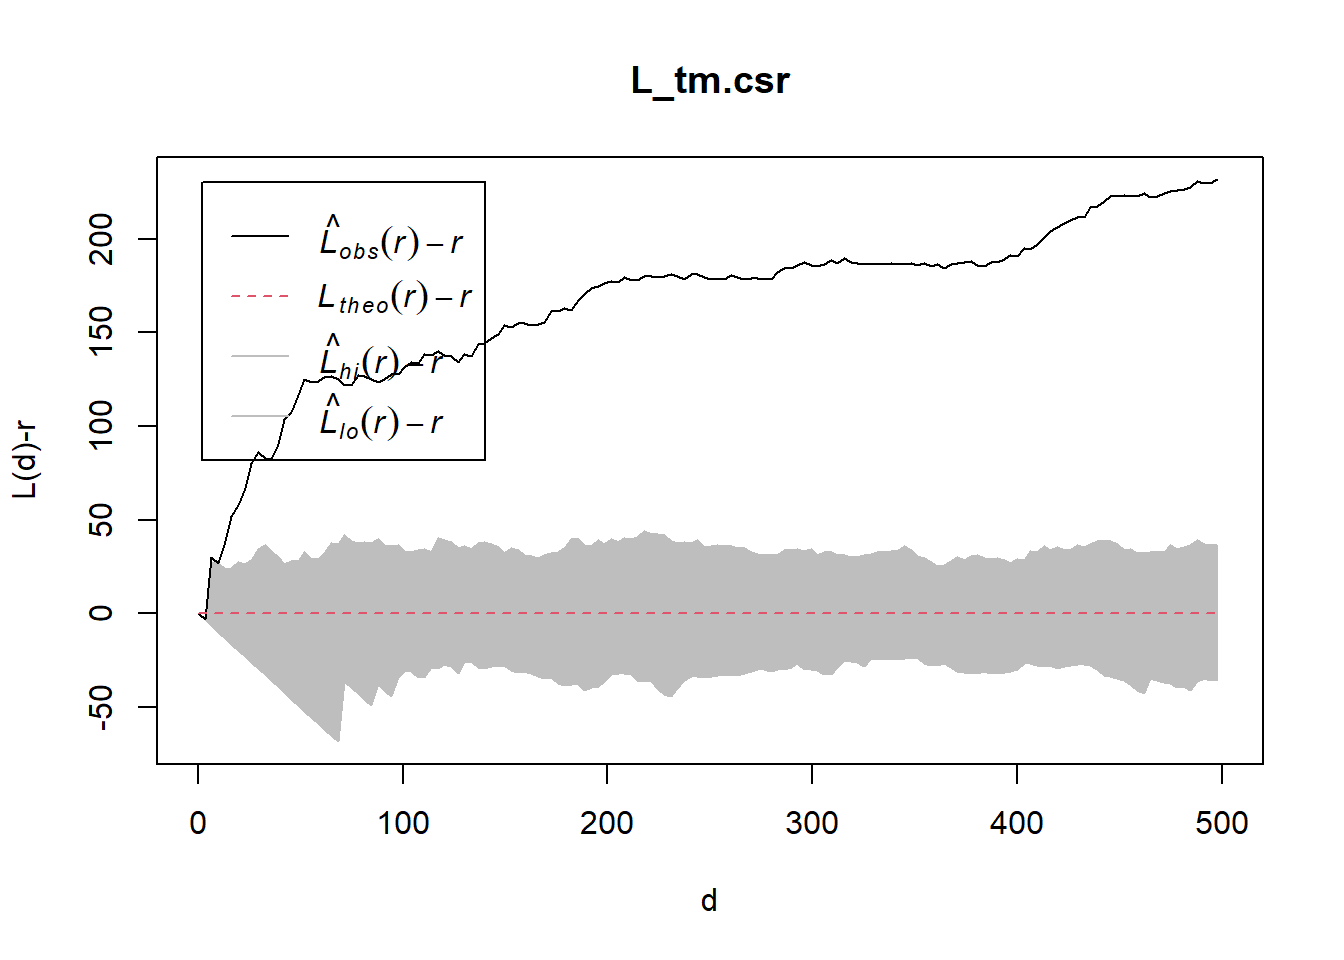 L_tm.csr
L̂obs(r) – r
Ltheo(r) – r
L̂hi(r) – r
L̂lo(r) – r
L(d)-r
200
150
100
50
0
-50
0 100 200 300 400 500
d